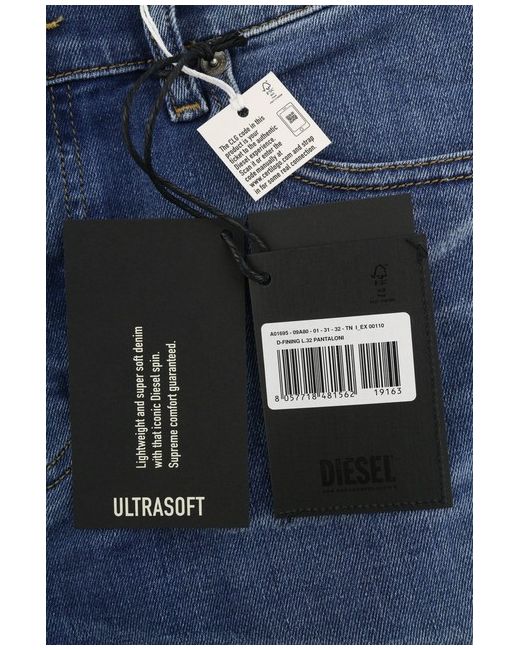 The CLG code in this
product is your
ticket to the authentic
Diesel experience.
Scan it or enter the
code manually at
www.certilogo.com and strap
in for some real connection.
Lightweight and super soft denim
with that iconic Diesel spin.
Supreme comfort guaranteed.
ULTRASOFT
FSC
A01695 - 09A80 - 01 - 31 - 32 - TN I_EX 00110
D-FINING L.32 PANTALONI
8 057718 481562
19163
DIESEL